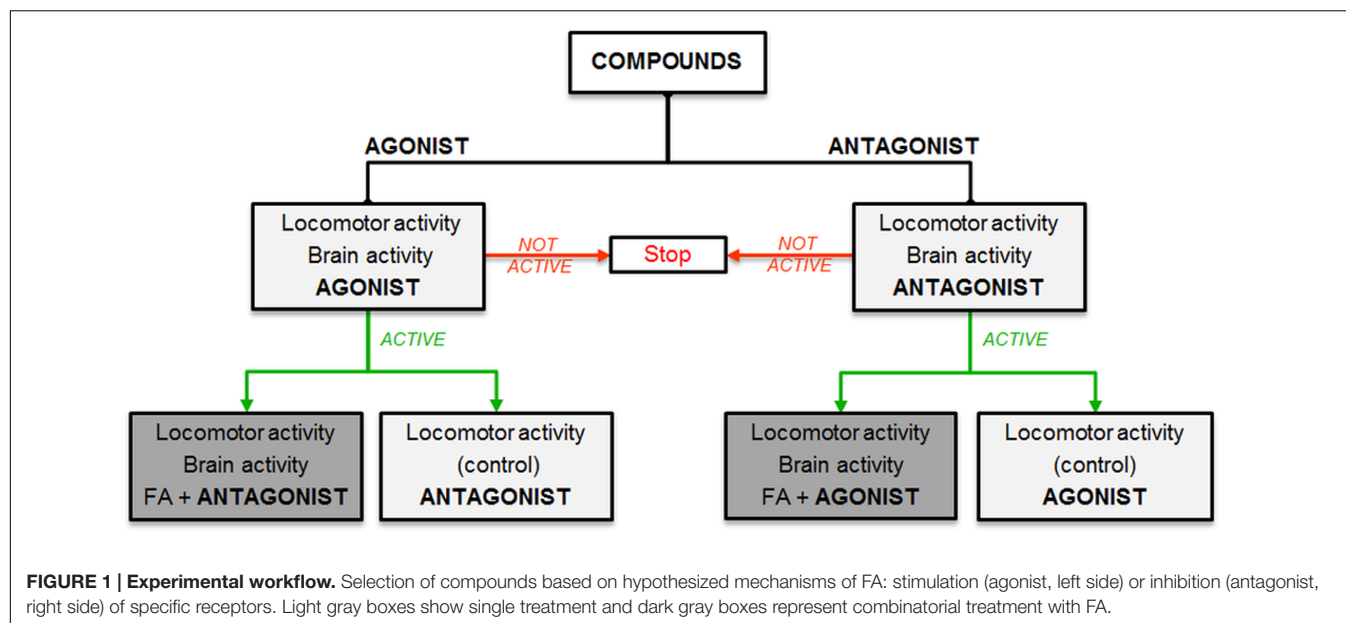 COMPOUNDS
AGONIST
ANTAGONIST
Locomotor activity
Brain activity
AGONIST
NOT
ACTIVE
Stop
NOT
ACTIVE
Locomotor activity
Brain activity
ANTAGONIST
ACTIVE
ACTIVE
Locomotor activity
Brain activity
FA + ANTAGONIST
Locomotor activity
(control)
ANTAGONIST
Locomotor activity
Brain activity
FA + AGONIST
Locomotor activity
(control)
AGONIST
FIGURE 1 | Experimental workflow. Selection of compounds based on hypothesized mechanisms of FA: stimulation (agonist, left side) or inhibition (antagonist,
right side) of specific receptors. Light gray boxes show single treatment and dark gray boxes represent combinatorial treatment with FA.